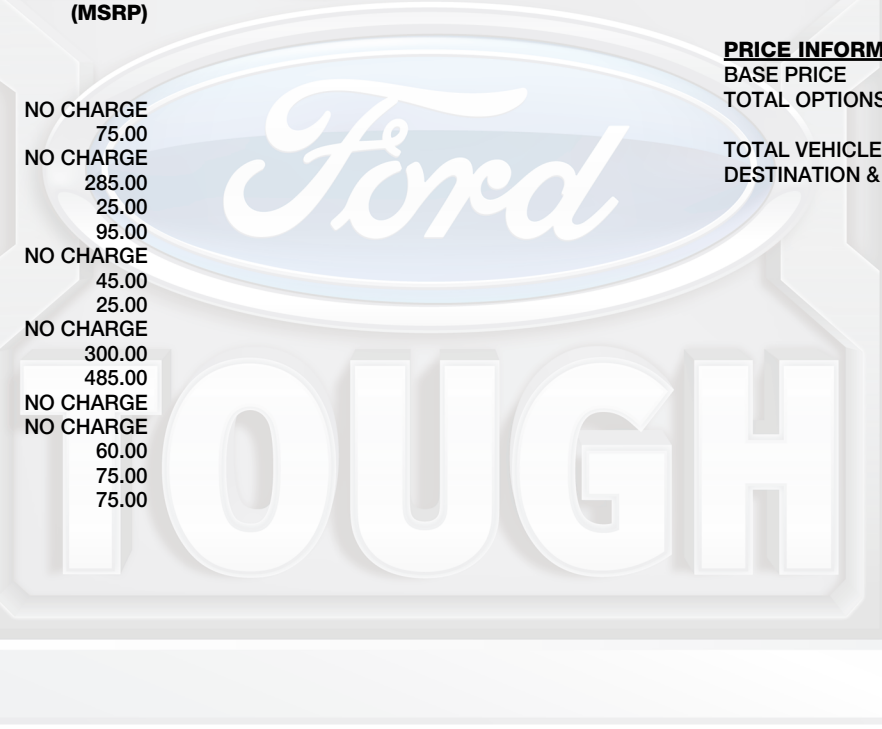 (MSRP)
NO CHARGE
75.00
NO CHARGE
285.00
25.00
95.00
NO CHARGE
45.00
25.00
NO CHARGE
300.00
485.00
NO CHARGE
NO CHARGE
60.00
75.00
75.00
PRICE INFORM
BASE PRICE
TOTAL OPTIONS
TOTAL VEHICLE
DESTINATION &
Ford
TOUGH